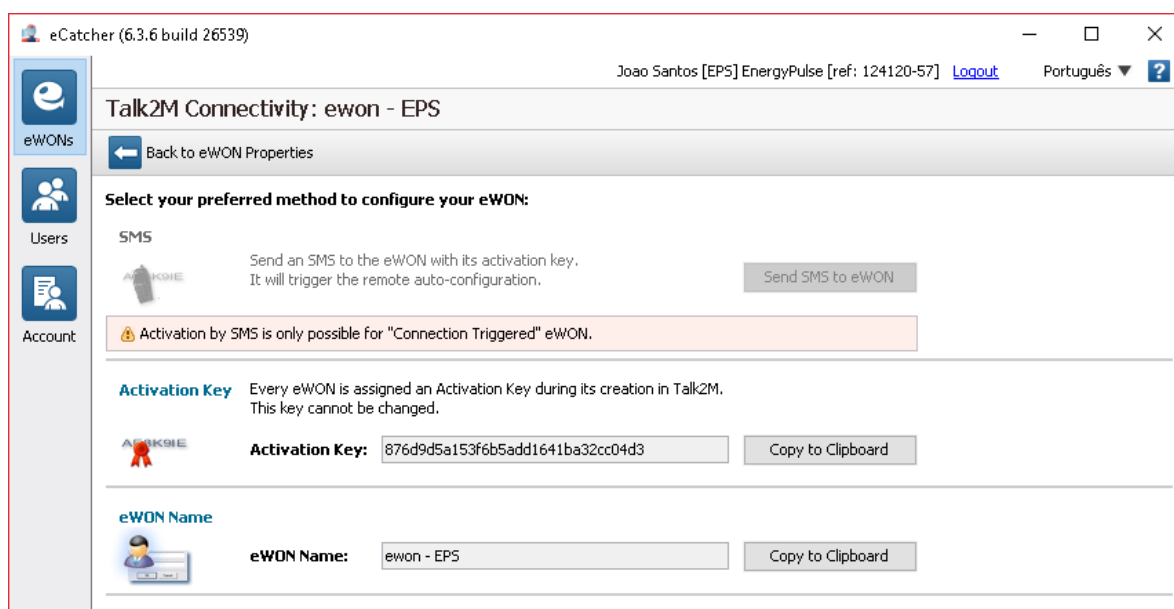 eCatcher (6.3.6 build 26539)
Joao Santos [EPS] EnergyPulse [ref: 124120-57] Logout Português ?
eWONs
Talk2M Connectivity: ewon - EPS
Back to eWON Properties
Users
Account
Select your preferred method to configure your eWON:
SMS
Send an SMS to the eWON with its activation key.
It will trigger the remote auto-configuration.
Send SMS to eWON
Activation by SMS is only possible for "Connection Triggered" eWON.
Activation Key
Every eWON is assigned an Activation Key during its creation in Talk2M.
This key cannot be changed.
Activation Key: 876d9d5a153f6b5add1641ba32cc04d3 Copy to Clipboard
eWON Name
eWON Name: ewon - EPS Copy to Clipboard